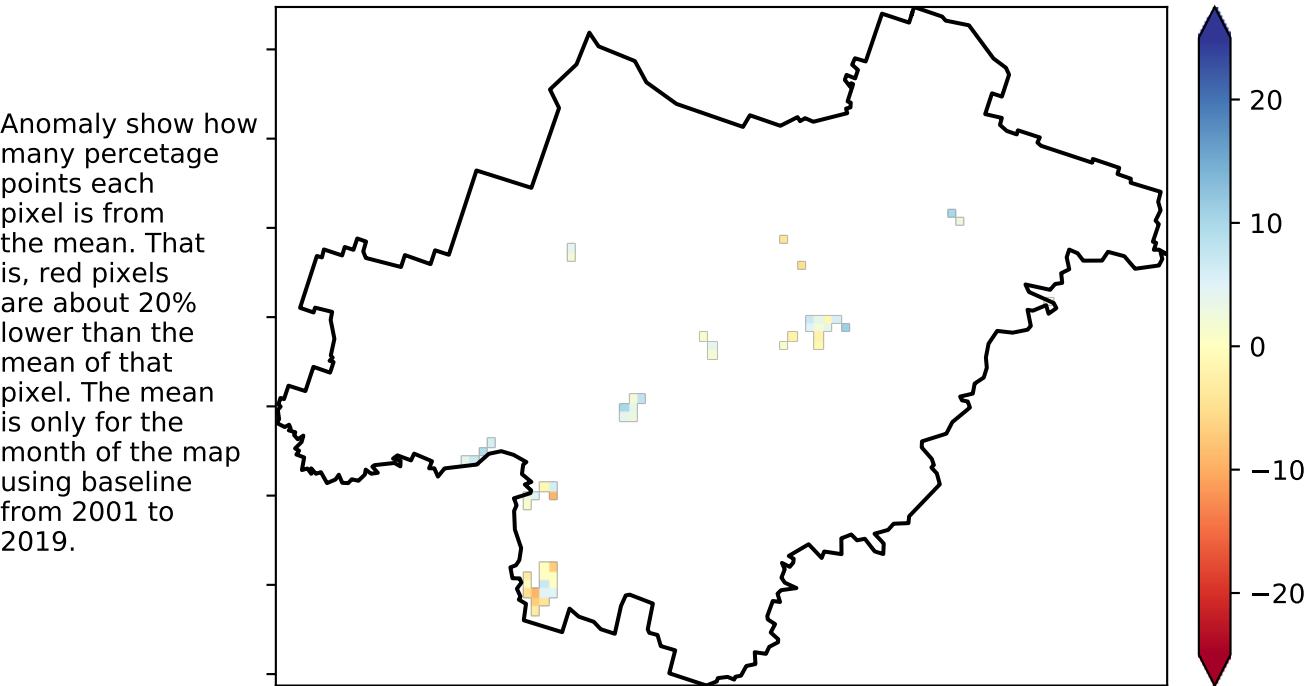 Anomaly show how
many percetage
points each
pixel is from
the mean. That
is, red pixels
are about 20%
lower than the
mean of that
pixel. The mean
is only for the
month of the map
using baseline
from 2001 to
2019.
20
10
0
−10
−20